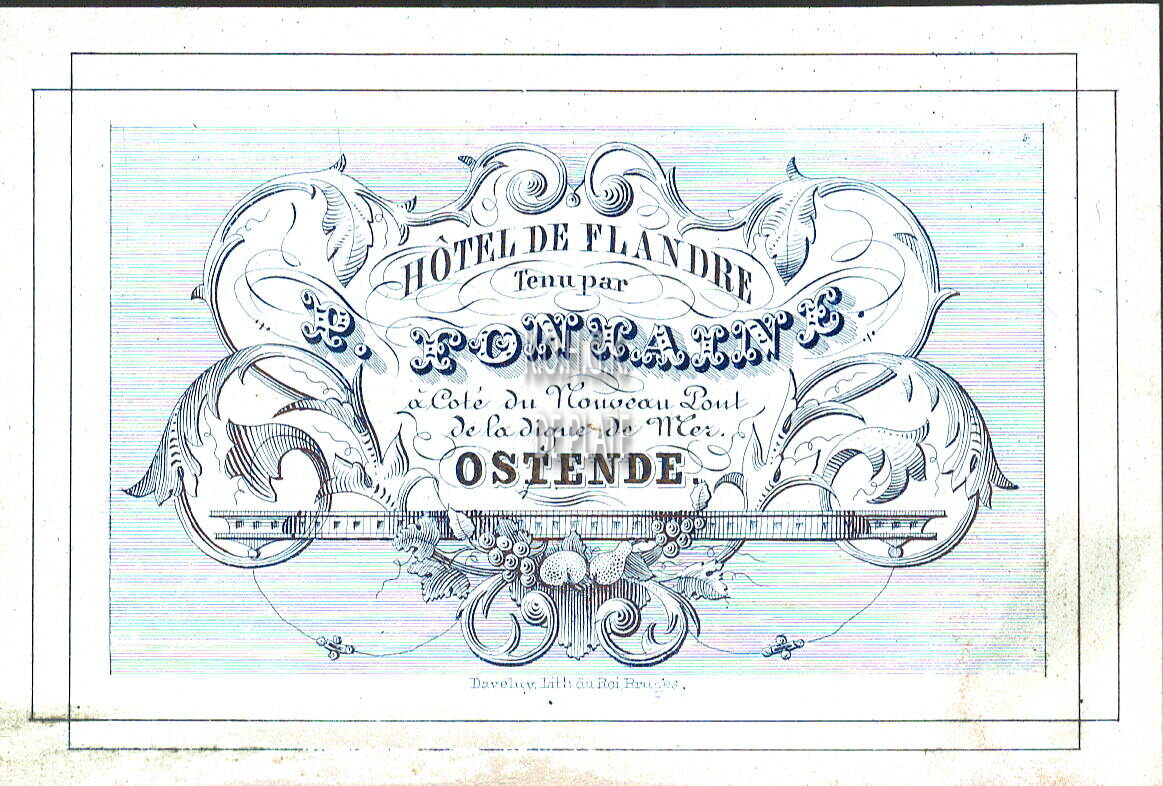 HÔTEL DE FLANDRE
Tenu par
P. FONTAINE.
a Coté du Nouveau Pont
de la digue de Mer.
OSTENDE.
Daveluy, Lith du Roi Bruges.